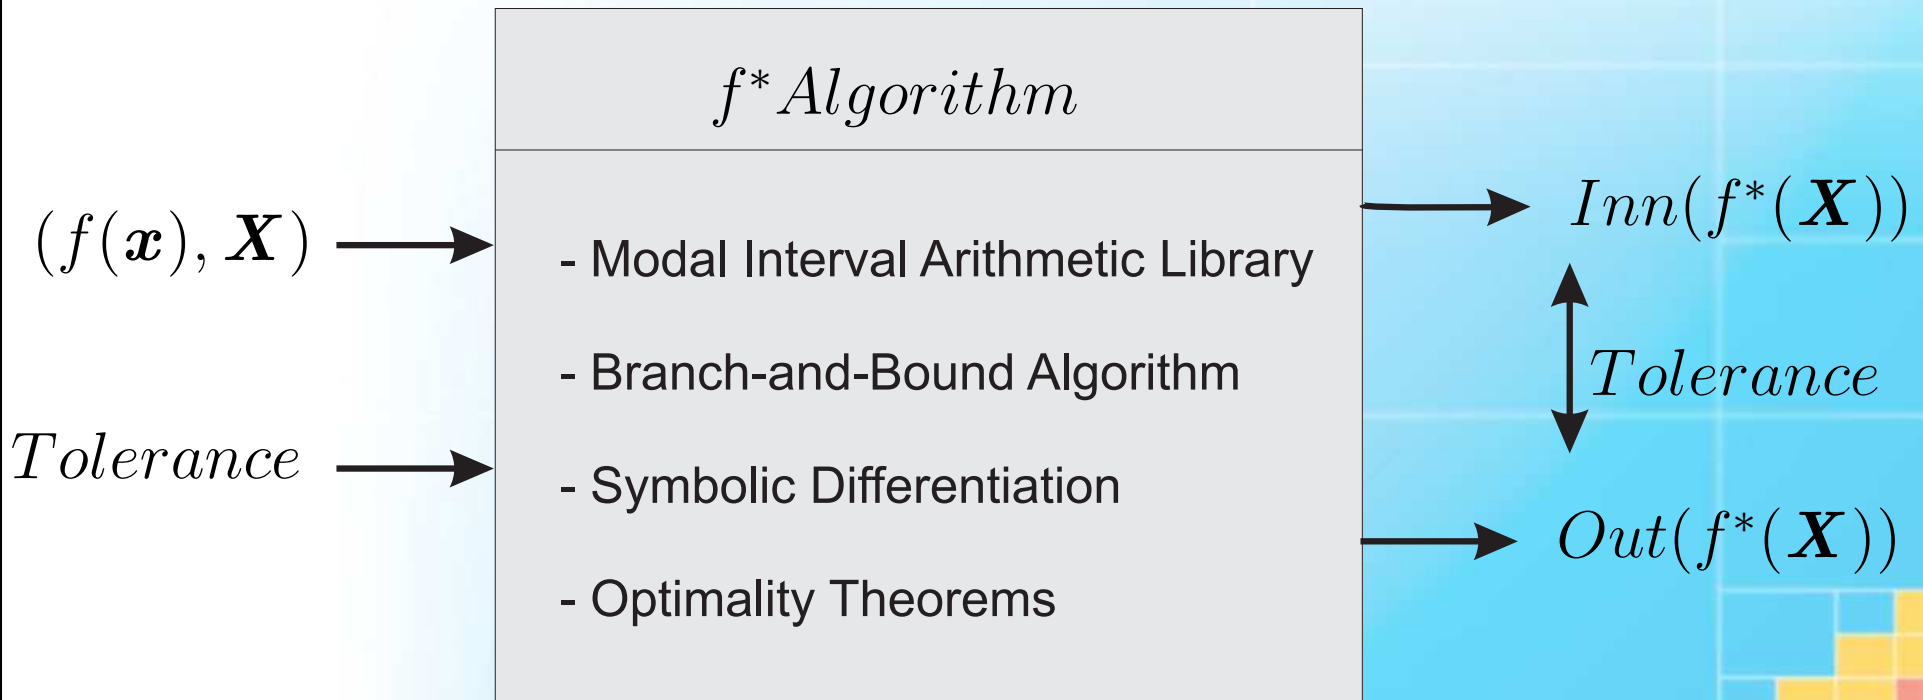 f* Algorithm
(f(x), X)
Tolerance
- Modal Interval Arithmetic Library
- Branch-and-Bound Algorithm
- Symbolic Differentiation
- Optimality Theorems
Inn(f*(X))
Tolerance
Out(f*(X))